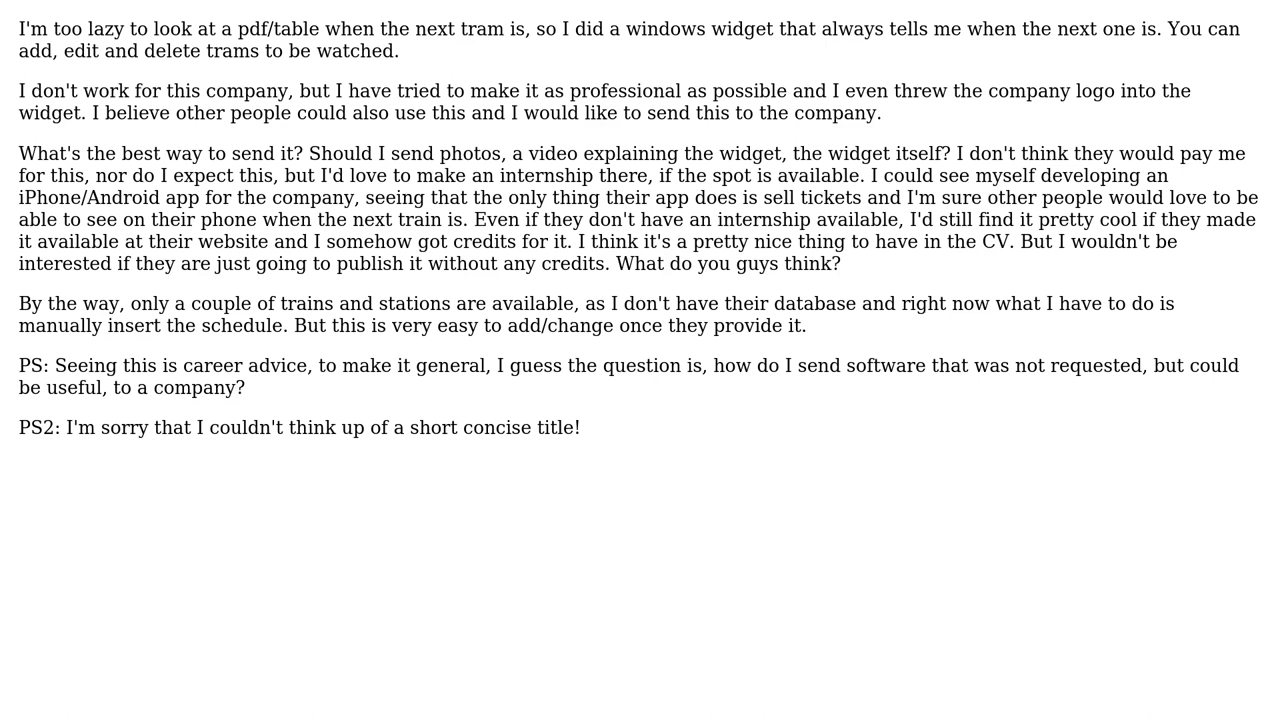 I'm too lazy to look at a pdf/table when the next tram is, so I did a windows widget that always tells me when the next one is. You can
add, edit and delete trams to be watched.
I don't work for this company, but I have tried to make it as professional as possible and I even threw the company logo into the
widget. I believe other people could also use this and I would like to send this to the company.
What's the best way to send it? Should I send photos, a video explaining the widget, the widget itself? I don't think they would pay me
for this, nor do I expect this, but I'd love to make an internship there, if the spot is available. I could see myself developing an
iPhone/Android app for the company, seeing that the only thing their app does is sell tickets and I'm sure other people would love to be
able to see on their phone when the next train is. Even if they don't have an internship available, I'd still find it pretty cool if they made
it available at their website and I somehow got credits for it. I think it's a pretty nice thing to have in the CV. But I wouldn't be
interested if they are just going to publish it without any credits. What do you guys think?
By the way, only a couple of trains and stations are available, as I don't have their database and right now what I have to do is
manually insert the schedule. But this is very easy to add/change once they provide it.
PS: Seeing this is career advice, to make it general, I guess the question is, how do I send software that was not requested, but could
be useful, to a company?
PS2: I'm sorry that I couldn't think up of a short concise title!